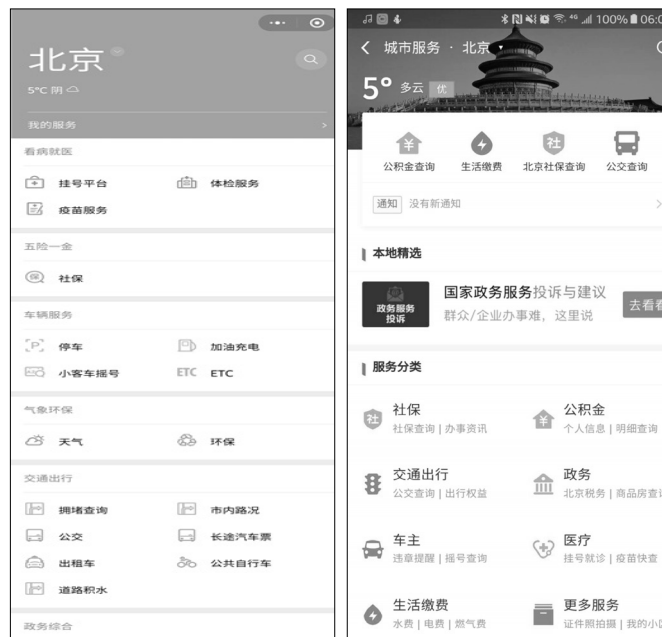 北京
5°C 阴
我的服务
看病就医
挂号平台
体检服务
疫苗服务
五险一金
社保
车辆服务
停车
加油充电
小客车摇号
ETC ETC
气象环保
天气
环保
交通出行
拥堵查询
市内路况
公交
长途汽车票
出租车
公共自行车
道路积水
政务综合
4G 100% 06:0
城市服务 · 北京
5° 多云 优
公积金查询
生活缴费
社
北京社保查询
公交查询
通知 没有新通知
本地精选
政务服务
投诉
国家政务服务投诉与建议
群众/企业办事难,这里说
去看看
服务分类
社
社保
社保查询 | 办事资讯
公积金
个人信息 | 明细查询
交通出行
公交查询 | 出行权益
政务
北京税务 | 商品房查
车主
违章提醒 | 摇号查询
医疗
挂号就诊 | 疫苗快查
生活缴费
水费 | 电费 | 燃气费
更多服务
证件照拍摄 | 我的小